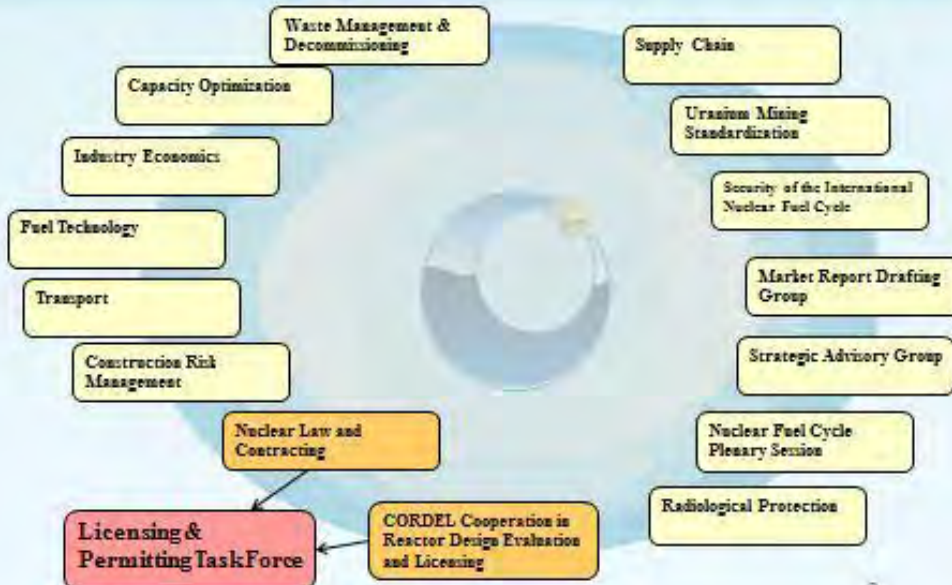 Waste Management &
Decommissioning
Supply Chain
Capacity Optimization
Uranium Mining
Standardization
Industry Economics
Security of the International
Nuclear Fuel Cycle
Fuel Technology
Market Report Drafting
Group
Transport
Strategic Advisory Group
Construction Risk
Management
Nuclear Law and
Contracting
Nuclear Fuel Cycle
Plenary Session
Radiological Protection
Licensing &
Permitting Task Force
CORDEL Cooperation in
Reactor Design Evaluation
and Licensing